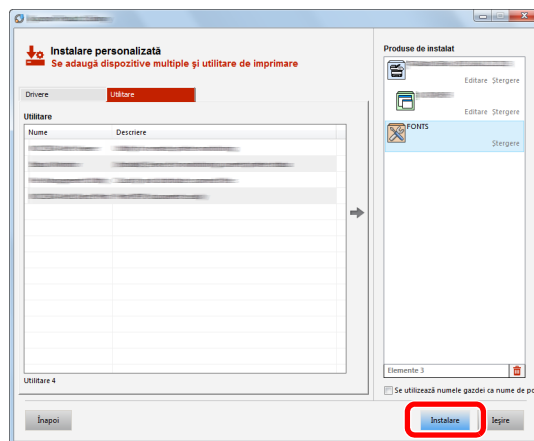 Instalare personalizată
Se adaugă dispozitive multiple și utilitare de imprimare
Drivere
Utilitare
Utilitare
Nume
Descriere
Utilitare 4
Produse de instalat
Editare Ștergere
Editare Ștergere
FONTS
Ștergere
Elemente 3
Se utilizează numele gazdei ca nume de po
Înapoi
Instalare
Ieșire